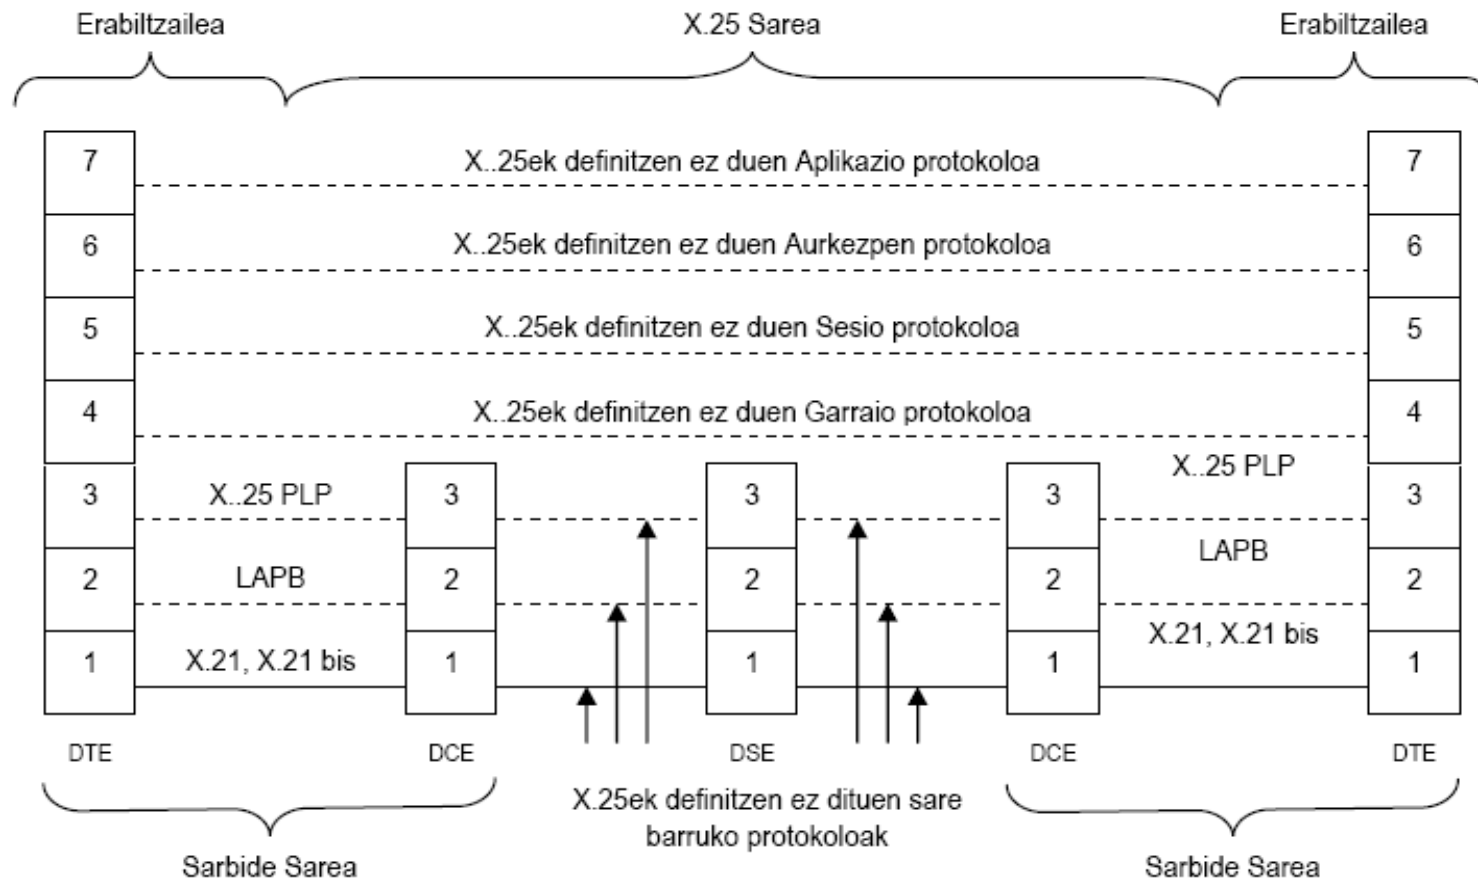 Erabiltzailea X.25 Sarea Erabiltzailea
7 X..25ek definitzen ez duen Aplikazio protokoloa 7
6 X..25ek definitzen ez duen Aurkezpen protokoloa 6
5 X..25ek definitzen ez duen Sesio protokoloa 5
4 X..25ek definitzen ez duen Garraio protokoloa 4
X..25 PLP
3 X..25 PLP 3 3 3 3
LAPB
2 LAPB 2 2 2 2
X.21, X.21 bis
1 X.21, X.21 bis 1 1 1 1
DTE DCE DSE DCE DTE
X.25ek definitzen ez dituen sare
barruko protokoloak
Sarbide Sarea Sarbide Sarea